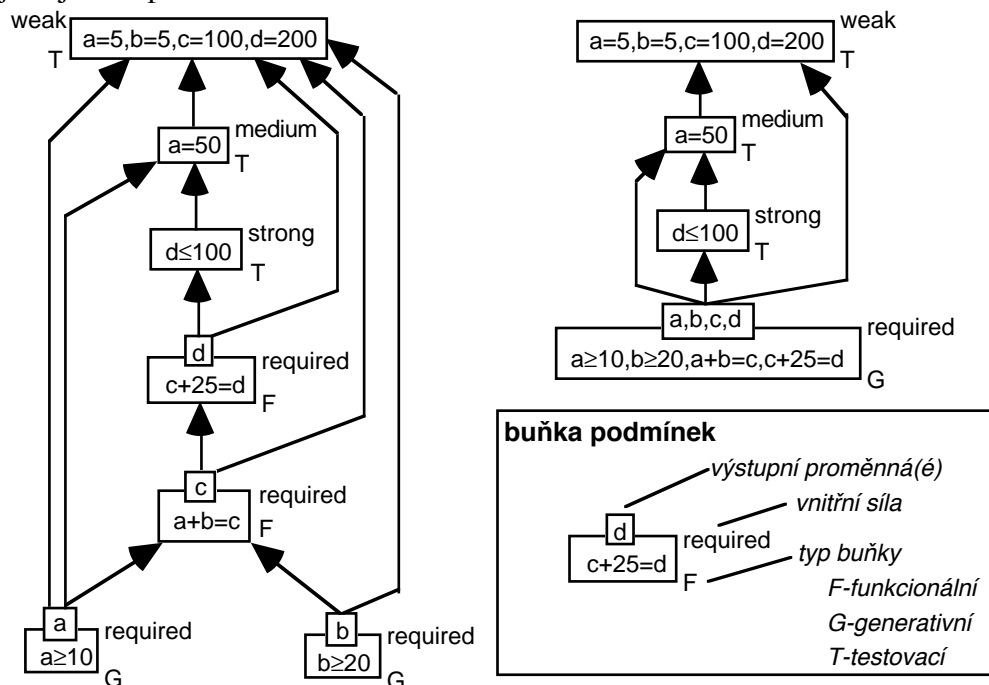 weak
a=5,b=5,c=100,d=200
T
medium
a=50
T
strong
d≤100
T
d
required
c+25=d
F
c
required
a+b=c
F
a
required
a≥10
G
b
required
b≥20
G
weak
a=5,b=5,c=100,d=200
T
medium
a=50
T
strong
d≤100
T
a,b,c,d
required
a≥10,b≥20,a+b=c,c+25=d
G
buňka podmínek
výstupní proměnná(é)
vnitřní síla
d
required
c+25=d
typ buňky
F
F-funkcionální
G-generativní
T-testovací